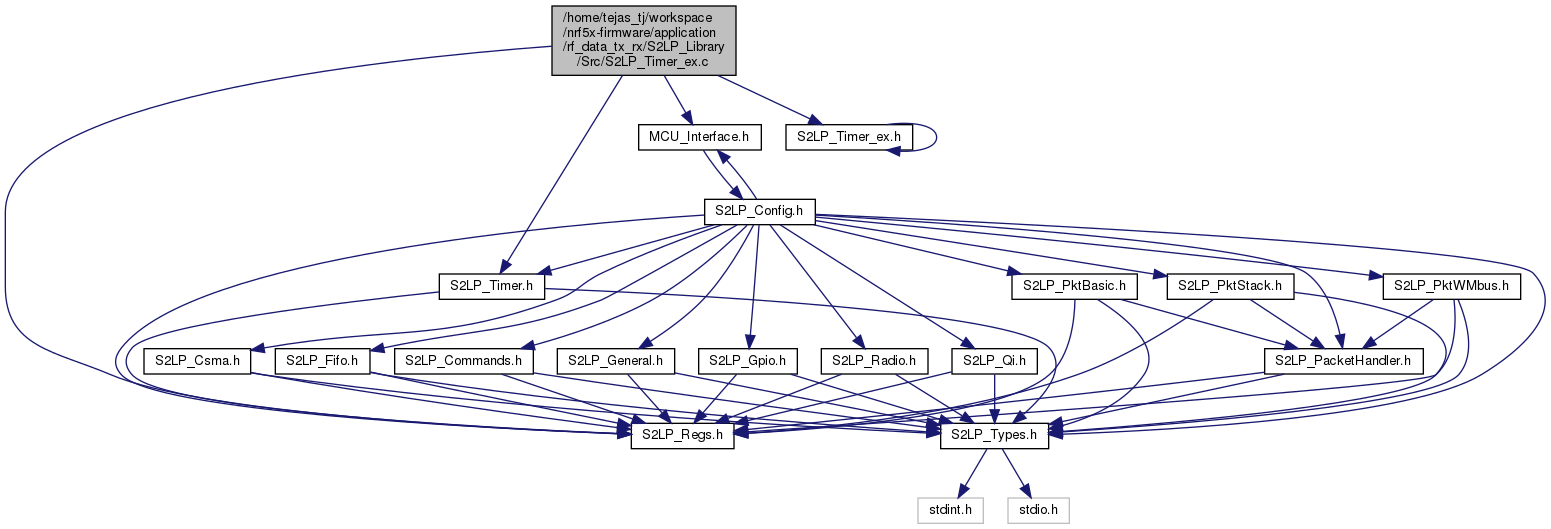 /home/tejas_tj/workspace
/nrf5x-firmware/application
/rf_data_tx_rx/S2LP_Library
/Src/S2LP_Timer_ex.c
MCU_Interface.h
S2LP_Timer_ex.h
S2LP_Config.h
S2LP_Timer.h
S2LP_PktBasic.h
S2LP_PktStack.h
S2LP_PktWMbus.h
S2LP_Csma.h
S2LP_Fifo.h
S2LP_Commands.h
S2LP_General.h
S2LP_Gpio.h
S2LP_Radio.h
S2LP_Qi.h
S2LP_PacketHandler.h
S2LP_Regs.h
S2LP_Types.h
stdint.h
stdio.h